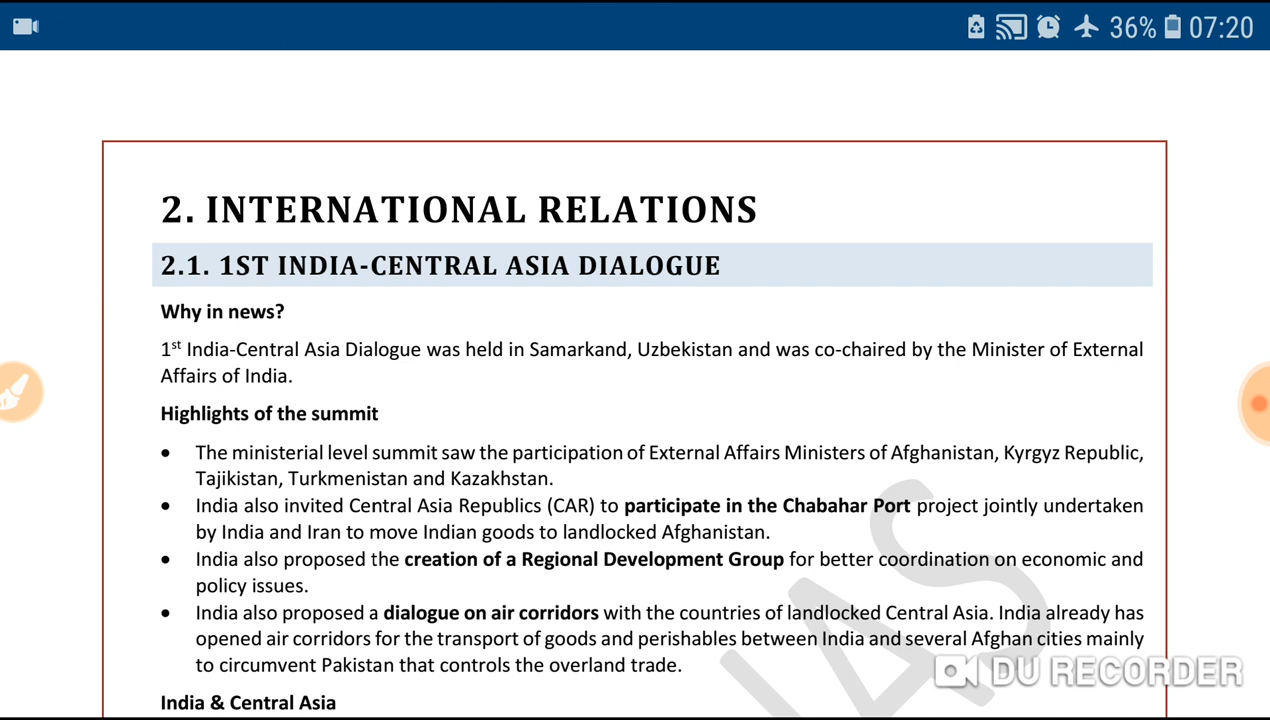 36% 07:20
2. INTERNATIONAL RELATIONS
2.1. 1ST INDIA-CENTRAL ASIA DIALOGUE
Why in news?
1st India-Central Asia Dialogue was held in Samarkand, Uzbekistan and was co-chaired by the Minister of External
Affairs of India.
Highlights of the summit
• The ministerial level summit saw the participation of External Affairs Ministers of Afghanistan, Kyrgyz Republic,
Tajikistan, Turkmenistan and Kazakhstan.
• India also invited Central Asia Republics (CAR) to participate in the Chabahar Port project jointly undertaken
by India and Iran to move Indian goods to landlocked Afghanistan.
• India also proposed the creation of a Regional Development Group for better coordination on economic and
policy issues.
• India also proposed a dialogue on air corridors with the countries of landlocked Central Asia. India already has
opened air corridors for the transport of goods and perishables between India and several Afghan cities mainly
to circumvent Pakistan that controls the overland trade.
IAS
DU RECORDER
India & Central Asia